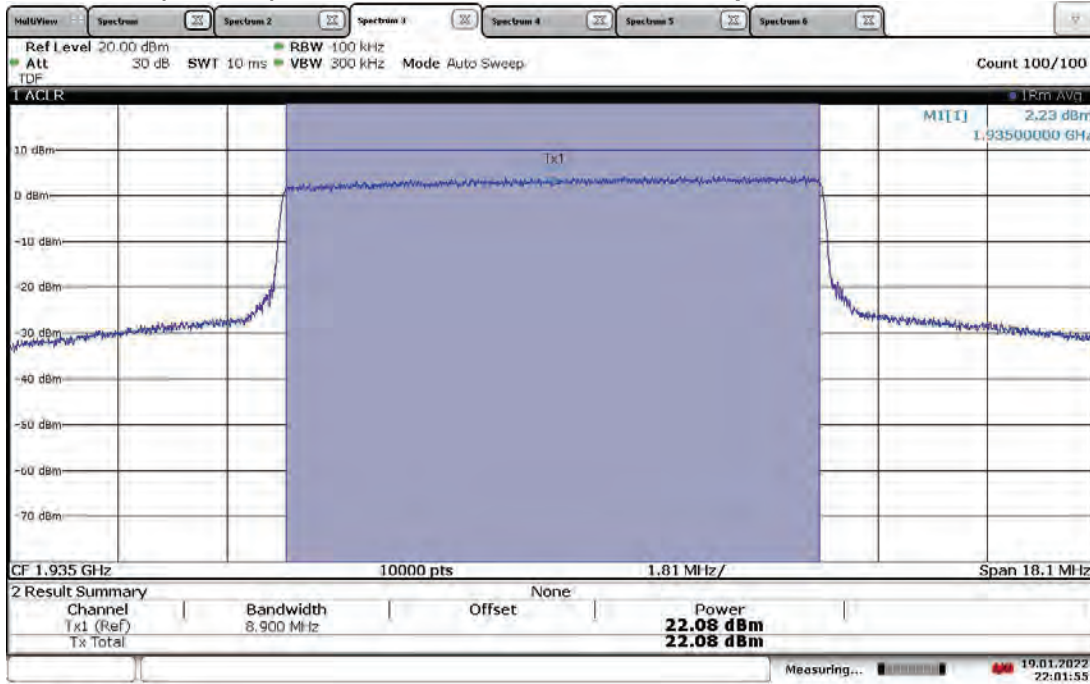 MultiView Spectrum Spectrum 2 Spectrum 3 Spectrum 4 Spectrum 5 Spectrum 6
Ref Level 20.00 dBm RBW 100 kHz
Att 30 dB SWT 10 ms VBW 300 kHz Mode Auto Sweep Count 100/100
TDF
1 ACLR 1Rm Avg
M1[1] 2.23 dBm
1.93500000 GHz
10 dBm
Tx1
0 dBm
-10 dBm
-20 dBm
-30 dBm
-40 dBm
-50 dBm
-60 dBm
-70 dBm
CF 1.935 GHz 10000 pts 1.81 MHz/ Span 18.1 MHz
2 Result Summary None
Channel Bandwidth Offset Power
Tx1 (Ref) 8.900 MHz 22.08 dBm
Tx Total 22.08 dBm
Measuring... 19.01.2022
22:01:53